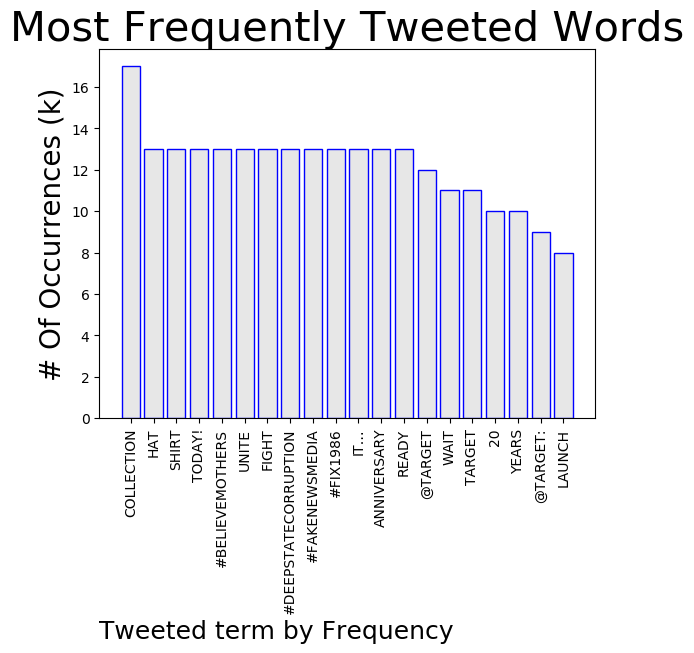 Most Frequently Tweeted Words
# Of Occurrences (k)
16
14
12
10
8
6
4
2
0
COLLECTION
HAT
SHIRT
TODAY!
#BELIEVEMOTHERS
UNITE
FIGHT
#DEEPSTATECORRUPTION
#FAKENEWSMEDIA
#FIX1986
IT...
ANNIVERSARY
READY
@TARGET
WAIT
TARGET
20
YEARS
@TARGET:
LAUNCH
Tweeted term by Frequency